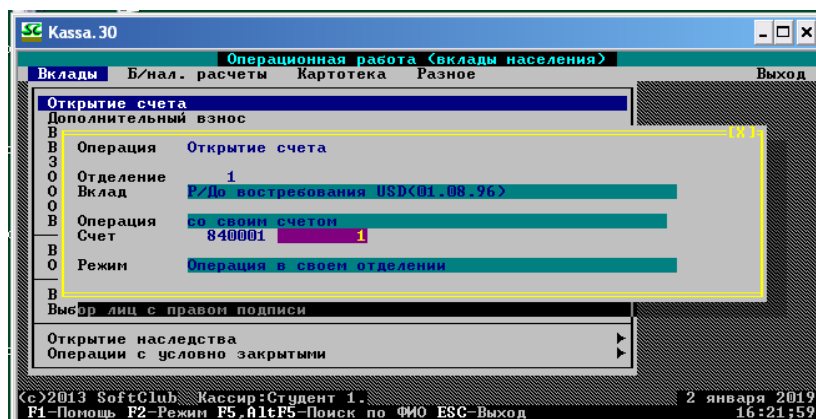 Kassa.30
Операционная работа (вклады населения)
Вклады Б/нал. расчеты Картотека Разное Выход
Открытие счета
Дополнительный взнос
В
[X]
В Операция Открытие счета
З
О Отделение 1
О Вклад Р/До востребования USD(01.08.96)
О
В Операция со своим счетом
Счет 840001 1
В
О Режим Операция в своем отделении
В
Выбор лиц с правом подписи
Открытие наследства
Операции с условно закрытыми
(c)2013 SoftClub Кассир:Студент 1. 2 января 2019
F1-Помощь F2-Режим F5,AltF5-Поиск по ФИО ESC-Выход 16:21;59